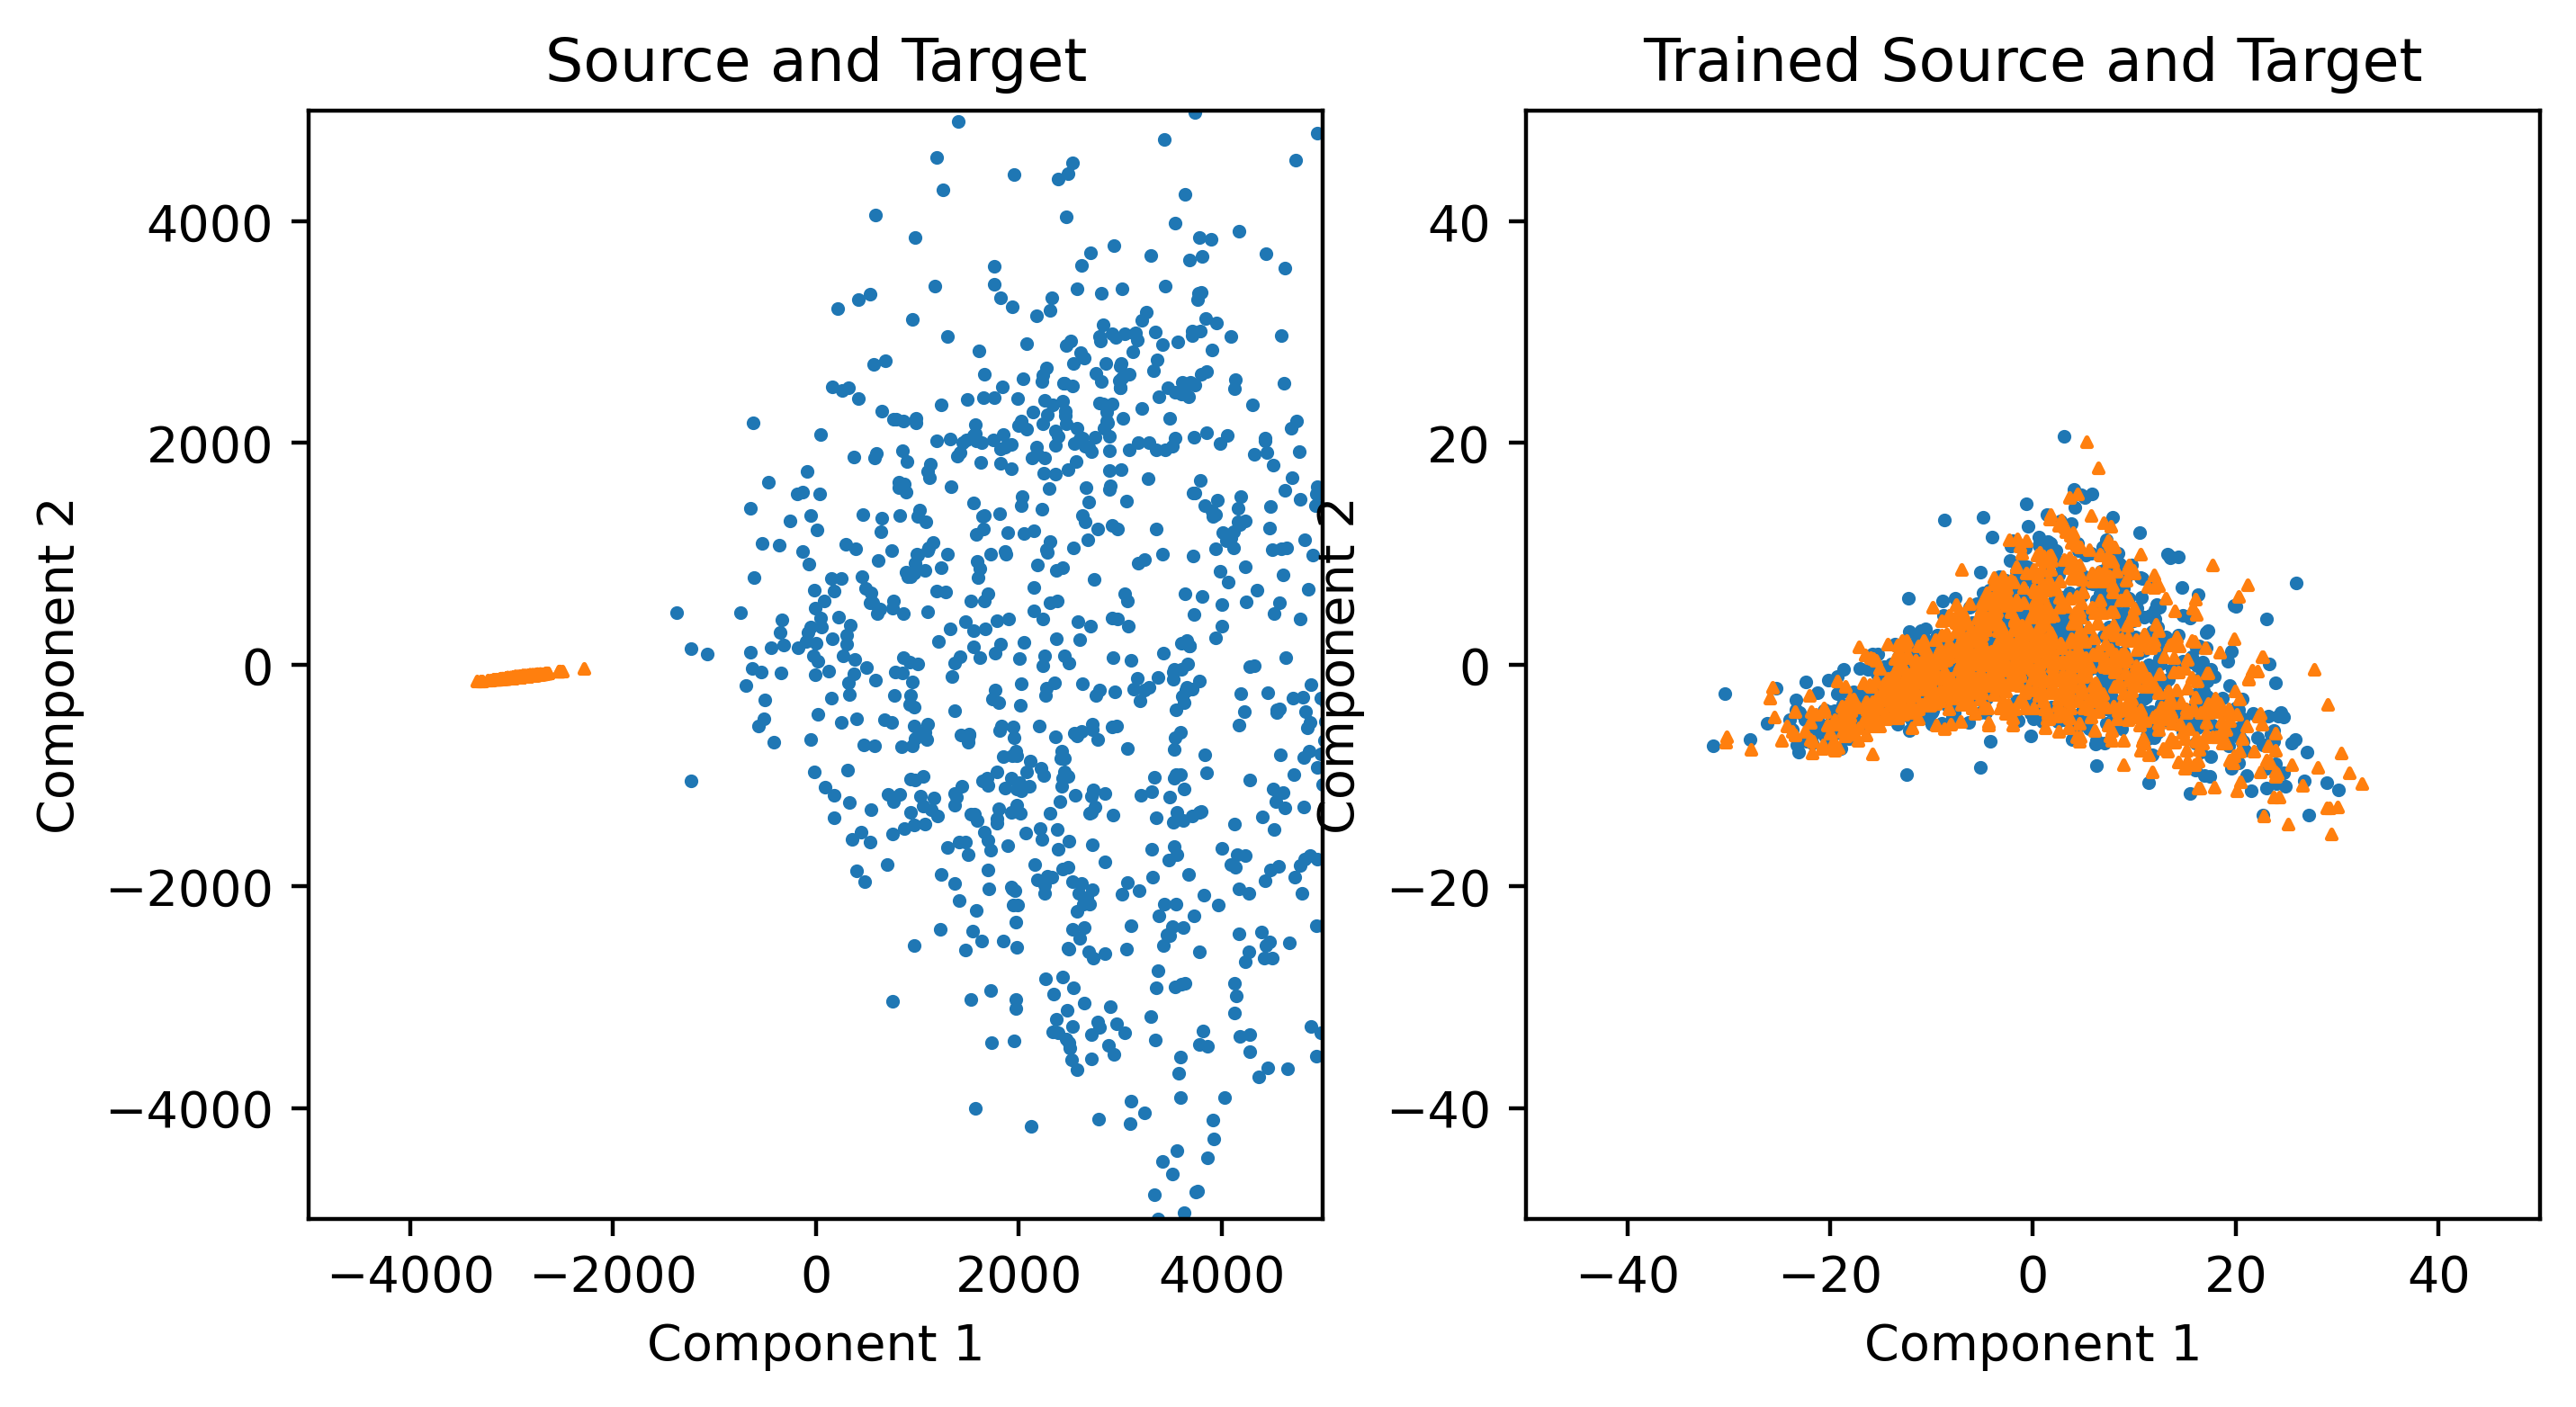 Source and Target
Component 2
4000
2000
0
−2000
−4000
−4000 −2000 0 2000 4000
Component 1
Trained Source and Target
Component 2
40
20
0
−20
−40
−40 −20 0 20 40
Component 1